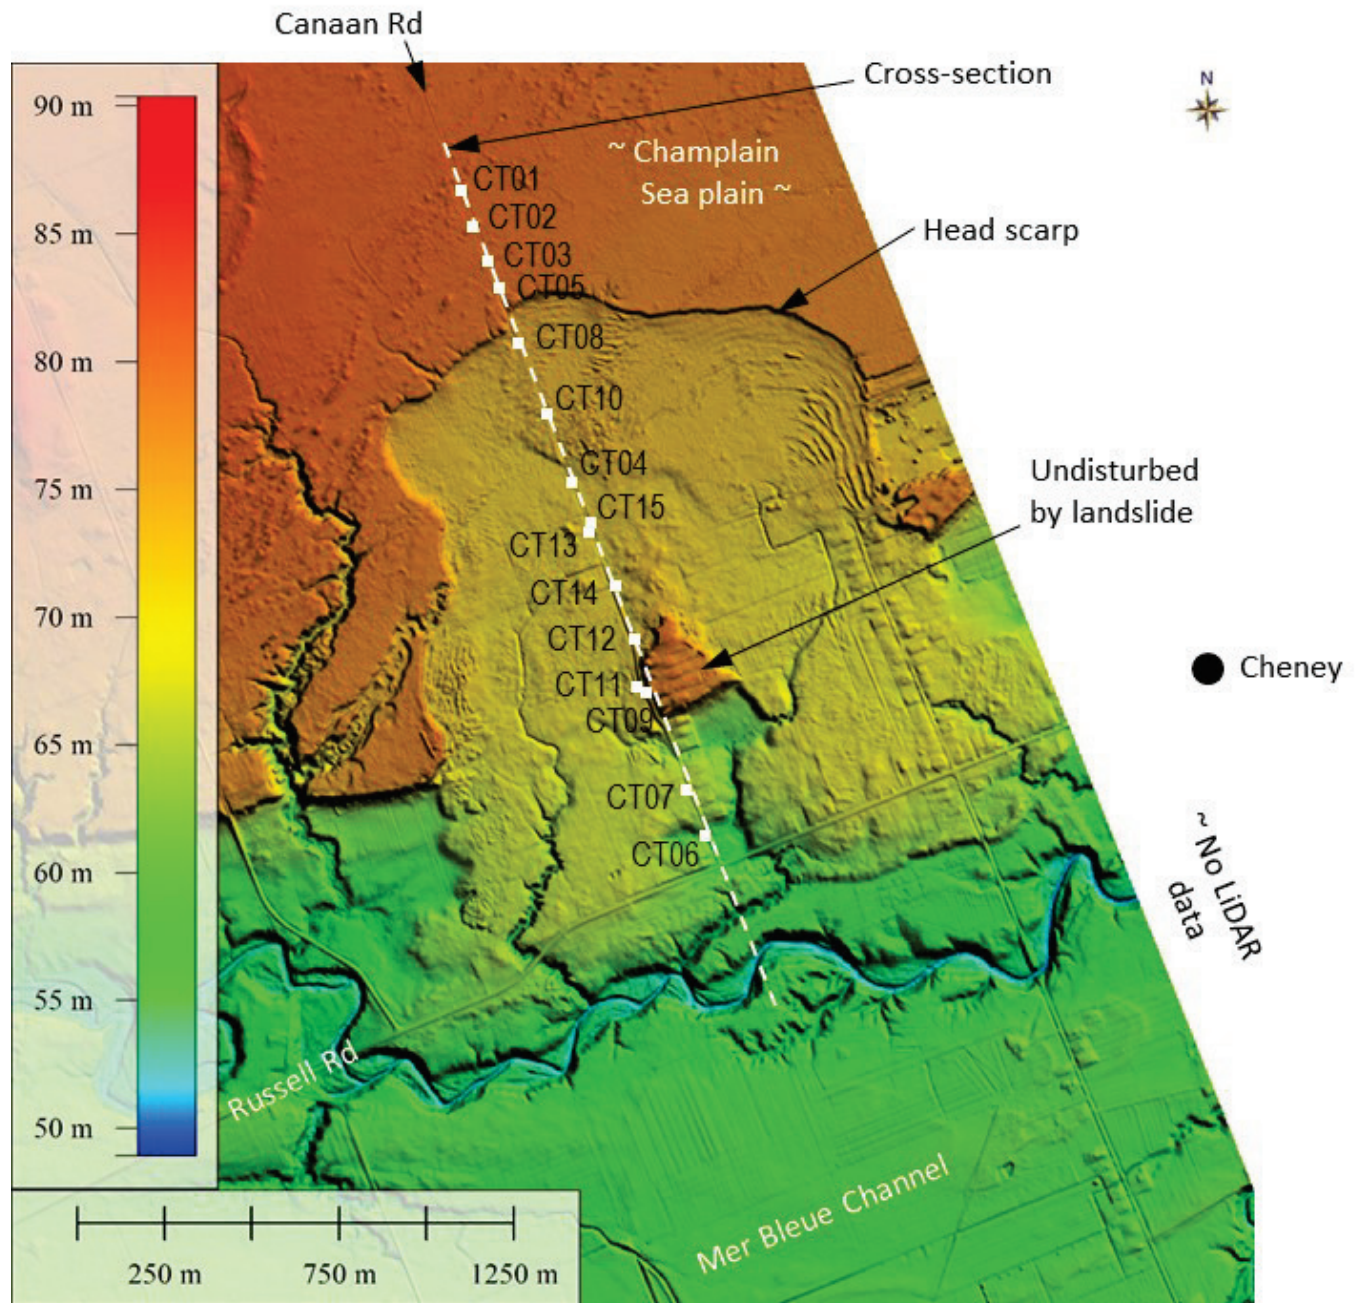 Canaan Rd
Cross-section
N
90 m
~ Champlain
Sea plain ~
CT01
CT02
85 m
Head scarp
CT03
CT05
CT08
80 m
CT10
CT04
Undisturbed
by landslide
75 m
CT15
CT13
CT14
70 m
CT12
Cheney
CT11
CT09
65 m
CT07
CT06
60 m
~ No LiDAR
data
55 m
Russell Rd
50 m
Mer Bleue Channel
250 m
750 m
1250 m